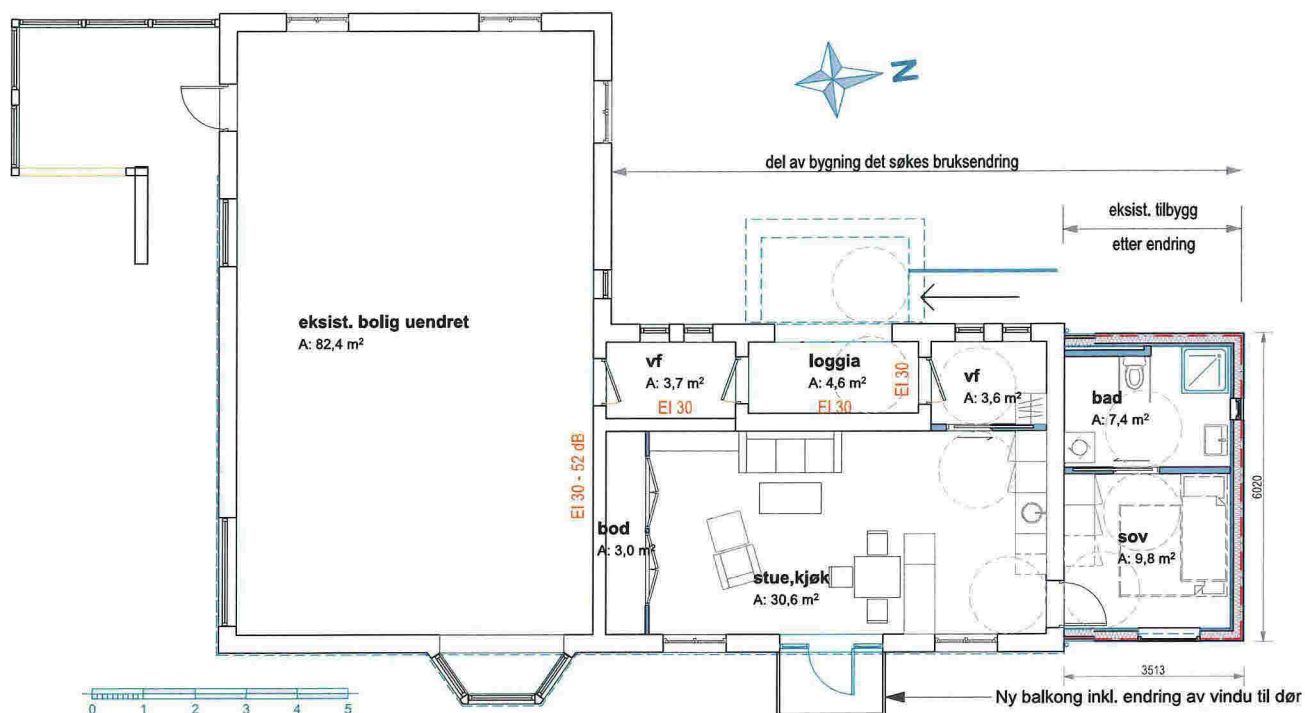 N
del av bygning det søkes bruksendring
eksist. tilbygg
etter endring
eksist. bolig uendret
A: 82,4 m²
vf
A: 3,7 m²
EI 30
loggia
A: 4,6 m²
EI 30
EI 30
vf
A: 3,6 m²
bad
A: 7,4 m²
EI 30 - 52 dB
bod
A: 3,0 m²
stue,kjøk
A: 30,6 m²
sov
A: 9,8 m²
6020
3513
Ny balkong inkl. endring av vindu til dør
0 1 2 3 4 5